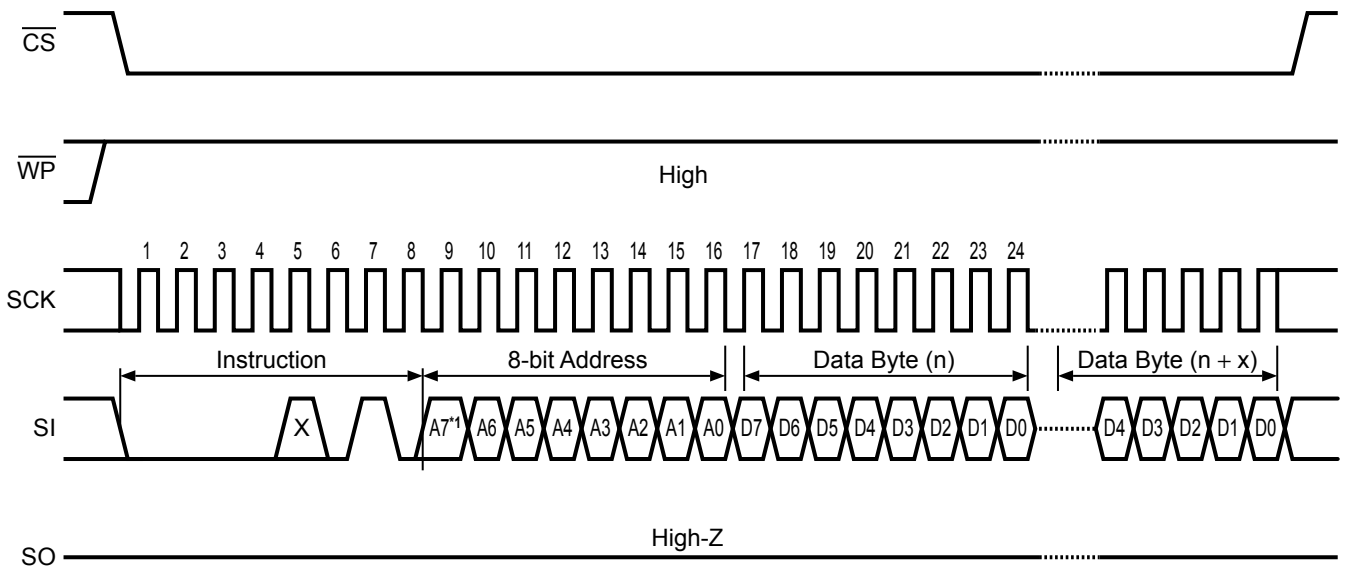 CS
WP
High
1 2 3 4 5 6 7 8 9 10 11 12 13 14 15 16 17 18 19 20 21 22 23 24
SCK
Instruction 8-bit Address Data Byte (n) Data Byte (n + x)
SI X A7*1 A6 A5 A4 A3 A2 A1 A0 D7 D6 D5 D4 D3 D2 D1 D0 D4 D3 D2 D1 D0
High-Z
SO